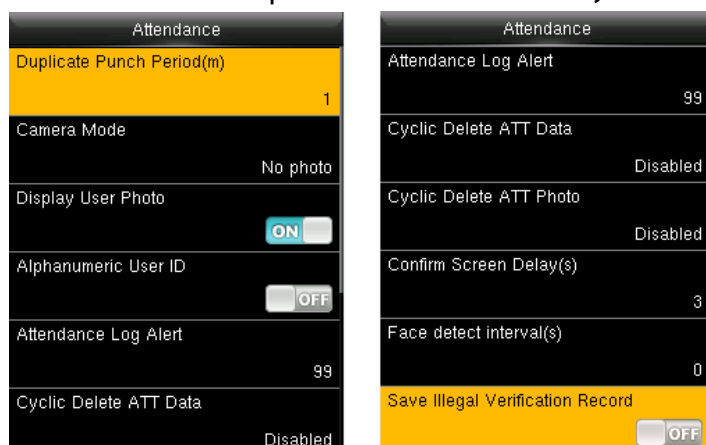 Attendance
Duplicate Punch Period(m)
1
Camera Mode
No photo
Display User Photo
ON
Alphanumeric User ID
OFF
Attendance Log Alert
99
Cyclic Delete ATT Data
Disabled
Attendance
Attendance Log Alert
99
Cyclic Delete ATT Data
Disabled
Cyclic Delete ATT Photo
Disabled
Confirm Screen Delay(s)
3
Face detect interval(s)
0
Save Illegal Verification Record
OFF